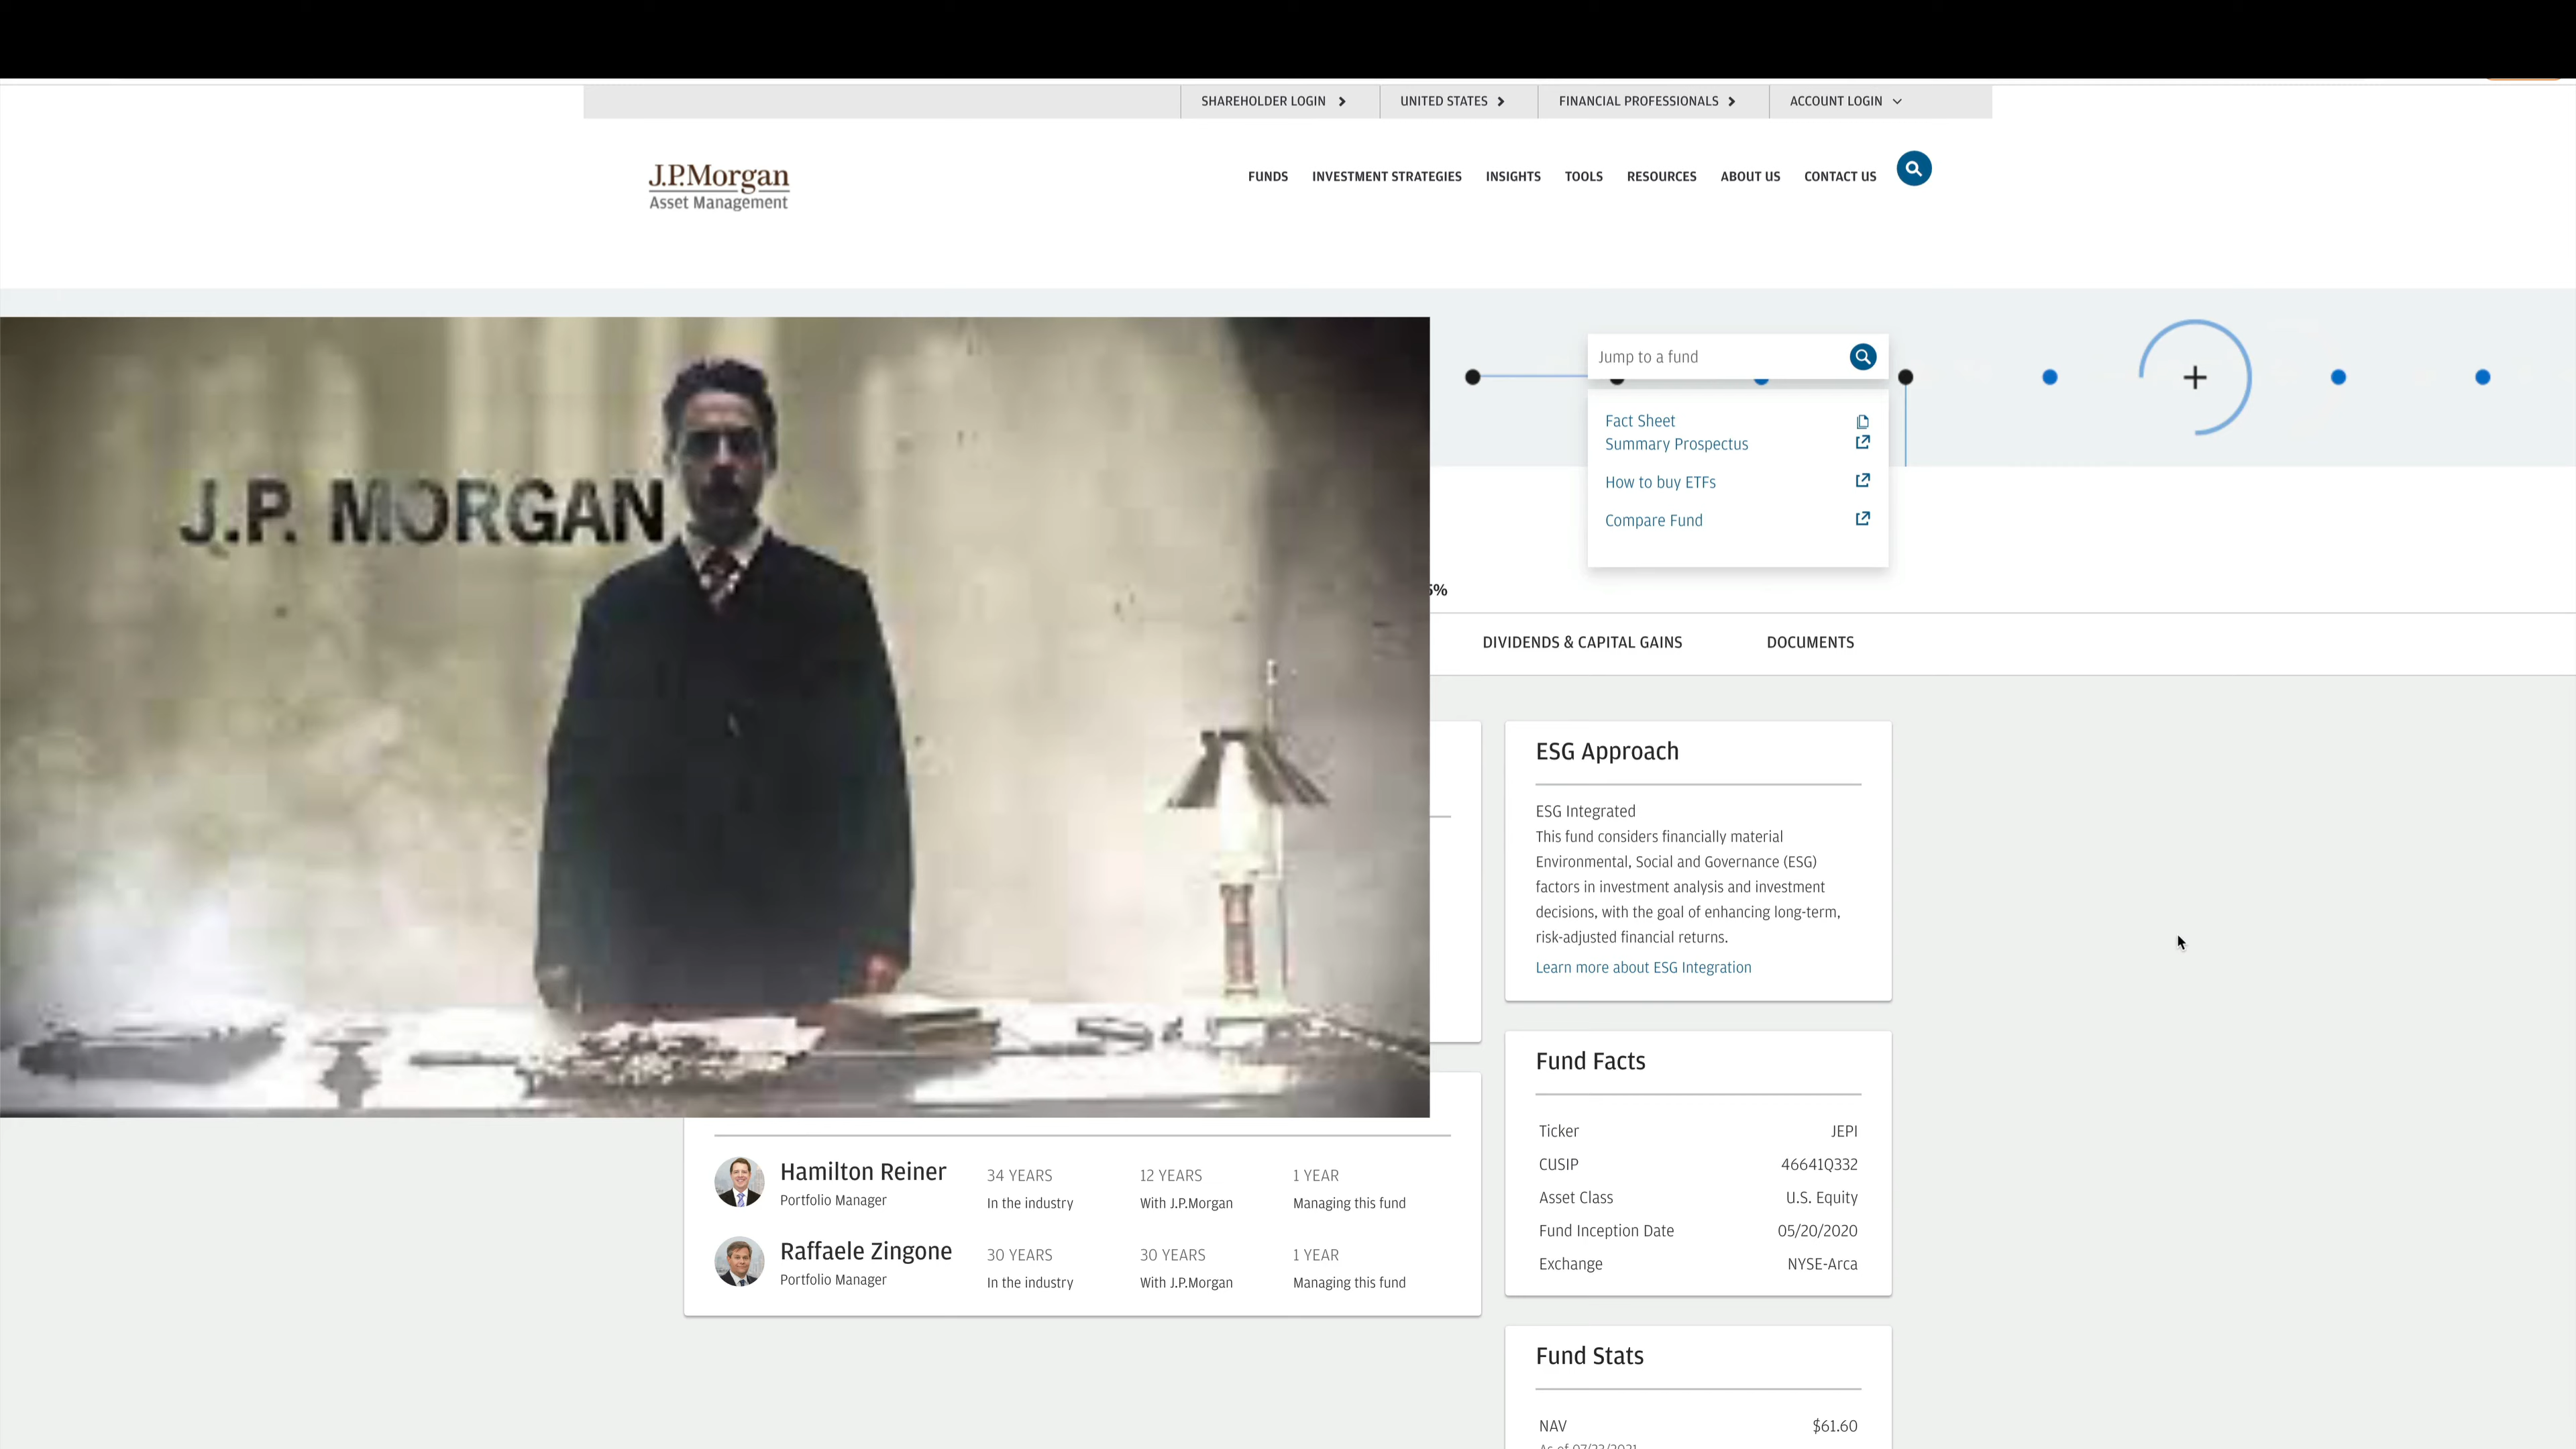 SHAREHOLDER LOGIN
UNITED STATES
FINANCIAL PROFESSIONALS
ACCOUNT LOGIN
J.P.Morgan
Asset Management
FUNDS
INVESTMENT STRATEGIES
INSIGHTS
TOOLS
RESOURCES
ABOUT US
CONTACT US
J.P. MORGAN
Jump to a fund
Fact Sheet
Summary Prospectus
How to buy ETFs
Compare Fund
DIVIDENDS & CAPITAL GAINS
DOCUMENTS
ESG Approach
ESG Integrated
This fund considers financially material
Environmental, Social and Governance (ESG)
factors in investment analysis and investment
decisions, with the goal of enhancing long-term,
risk-adjusted financial returns.
Learn more about ESG Integration
Hamilton Reiner
Portfolio Manager
34 YEARS
In the industry
12 YEARS
With J.P.Morgan
1 YEAR
Managing this fund
Raffaele Zingone
Portfolio Manager
30 YEARS
In the industry
30 YEARS
With J.P.Morgan
1 YEAR
Managing this fund
Fund Facts
Ticker JEPI
CUSIP 46641Q332
Asset Class U.S. Equity
Fund Inception Date 05/20/2020
Exchange NYSE-Arca
Fund Stats
NAV $61.60